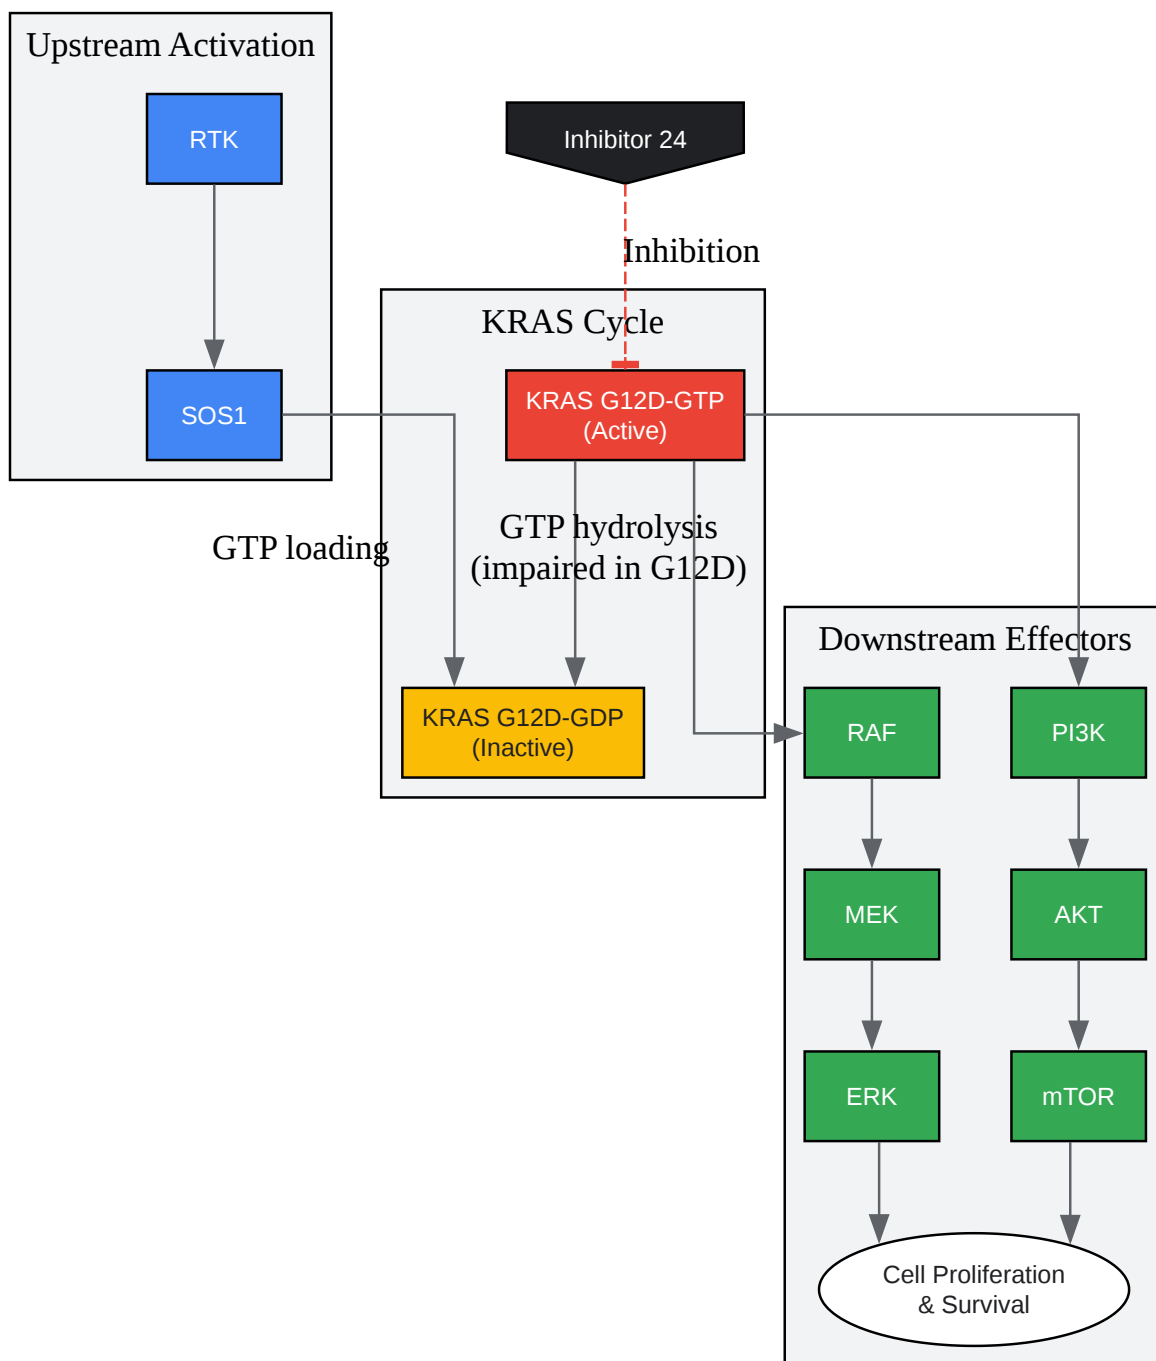 Upstream Activation
RTK
Inhibitor 24
Inhibition
KRAS Cycle
SOS1
KRAS G12D-GTP
(Active)
GTP loading
GTP hydrolysis
(impaired in G12D)
Downstream Effectors
KRAS G12D-GDP
(Inactive)
RAF
PI3K
MEK
AKT
ERK
mTOR
Cell Proliferation
& Survival